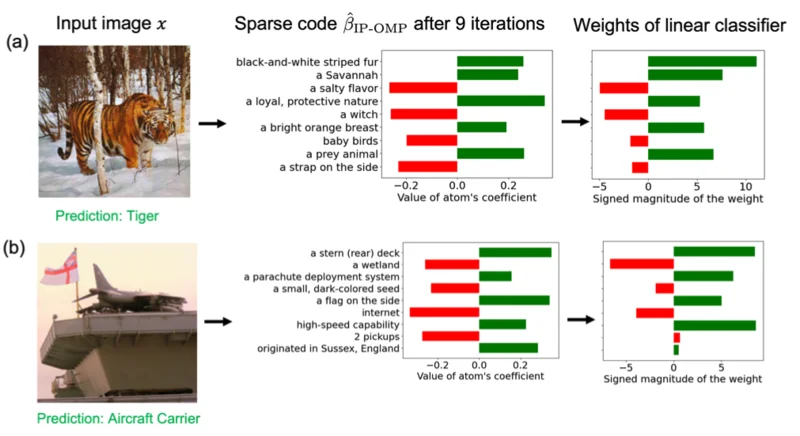 Input image x
Sparse code β̂IP-OMP after 9 iterations
Weights of linear classifier
(a)
black-and-white striped fur
a Savannah
a salty flavor
a loyal, protective nature
a witch
a bright orange breast
baby birds
a prey animal
a strap on the side
−0.2 0.0 0.2
Value of atom's coefficient
−5 0 5 10
Signed magnitude of the weight
Prediction: Tiger
(b)
a stern (rear) deck
a wetland
a parachute deployment system
a small, dark-colored seed
a flag on the side
internet
high-speed capability
2 pickups
originated in Sussex, England
−0.2 0.0 0.2
Value of atom's coefficient
−5 0 5
Signed magnitude of the weight
Prediction: Aircraft Carrier